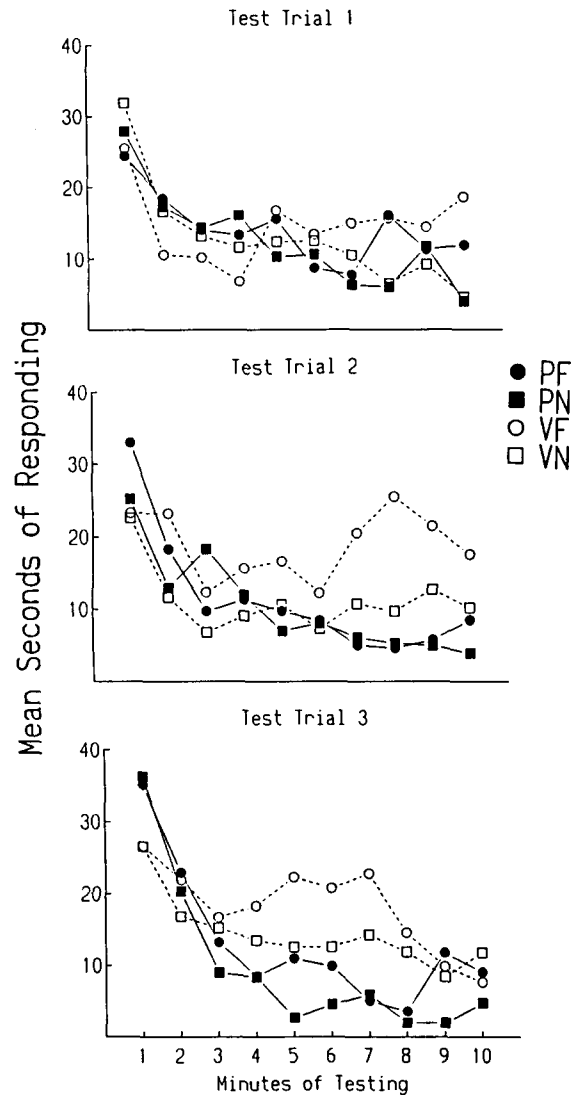 Test Trial 1
40
30
20
10
Test Trial 2
40
30
20
10
PF
PN
VF
VN
Mean Seconds of Responding
Test Trial 3
40
30
20
10
1 2 3 4 5 6 7 8 9 10
Minutes of Testing